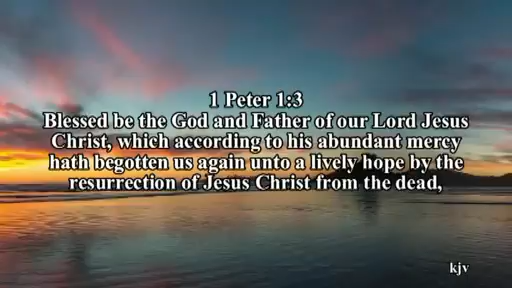 1 Peter 1:3
Blessed be the God and Father of our Lord Jesus
Christ, which according to his abundant mercy
hath begotten us again unto a lively hope by the
resurrection of Jesus Christ from the dead,
kjv